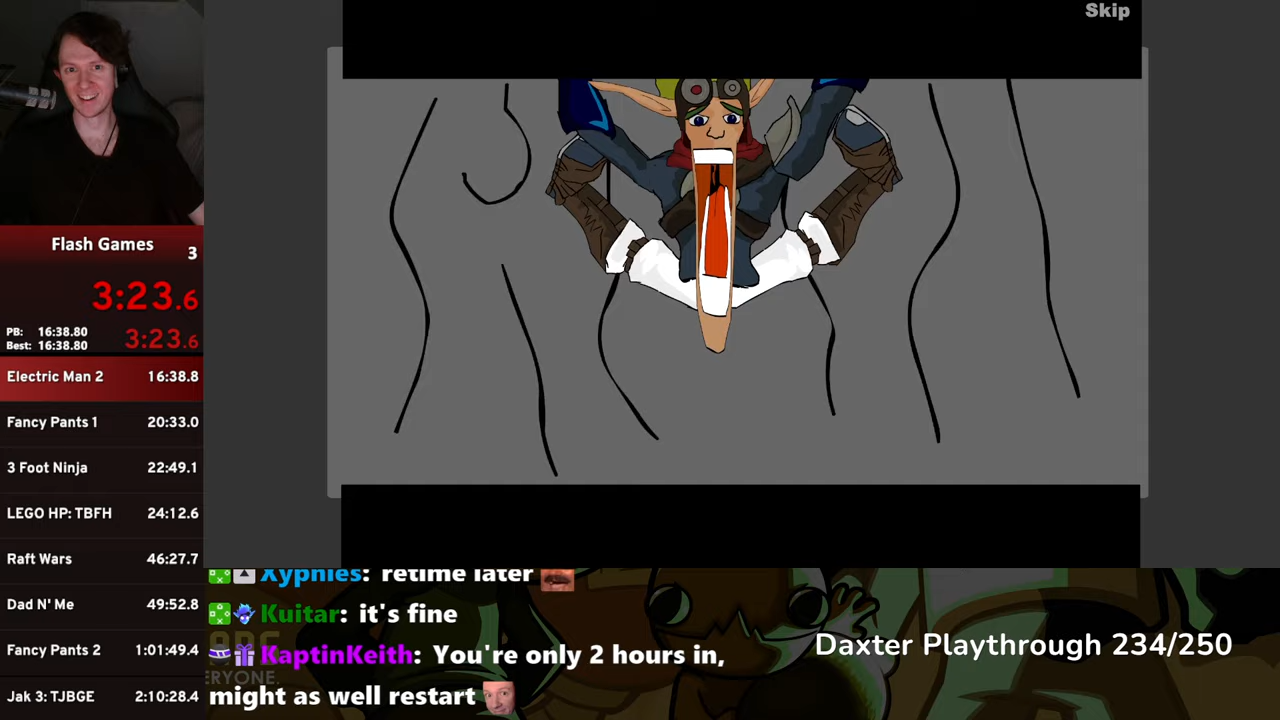 Skip
Flash Games
3
3:23.6
PB: 16:38.80
Best: 16:38.80
3:23.6
Electric Man 2 16:38.8
Fancy Pants 1 20:33.0
3 Foot Ninja 22:49.1
LEGO HP: TBFH 24:12.6
Raft Wars 46:27.7
Dad N' Me 49:52.8
Fancy Pants 2 1:01:49.4
Jak 3: TJBGE 2:10:28.4
Xypnies: retime later
Kuitar: it's fine
KaptinKeith: You're only 2 hours in,
might as well restart
ERYONE.
Daxter Playthrough 234/250